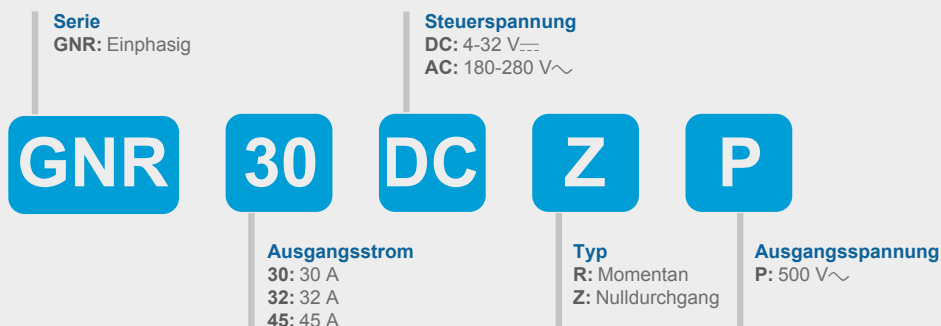 Serie
GNR: Einphasig
Steuerspannung
DC: 4-32 V⎓
AC: 180-280 V∿
GNR 30 DC Z P
Ausgangsstrom
30: 30 A
32: 32 A
45: 45 A
Typ
R: Momentan
Z: Nulldurchgang
Ausgangsspannung
P: 500 V∿